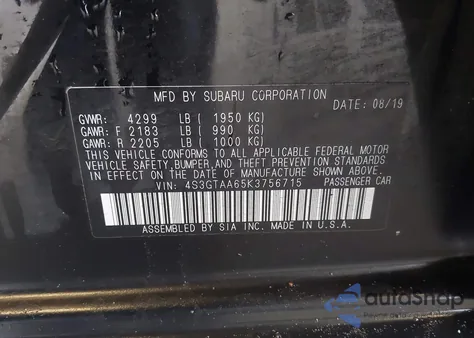 MFD BY SUBARU CORPORATION
DATE: 08/19
GVWR: 4299 LB ( 1950 KG)
GAWR: F 2183 LB ( 990 KG)
GAWR: R 2205 LB ( 1000 KG)
THIS VEHICLE CONFORMS TO ALL APPLICABLE FEDERAL MOTOR
VEHICLE SAFETY, BUMPER, AND THEFT PREVENTION STANDARDS
IN EFFECT ON THE DATE OF MANUFACTURE SHOWN ABOVE.
VIN: 4S3GTAA65K3756715 PASSENGER CAR
ASSEMBLED BY SIA INC. MADE IN U.S.A.
autoSnap